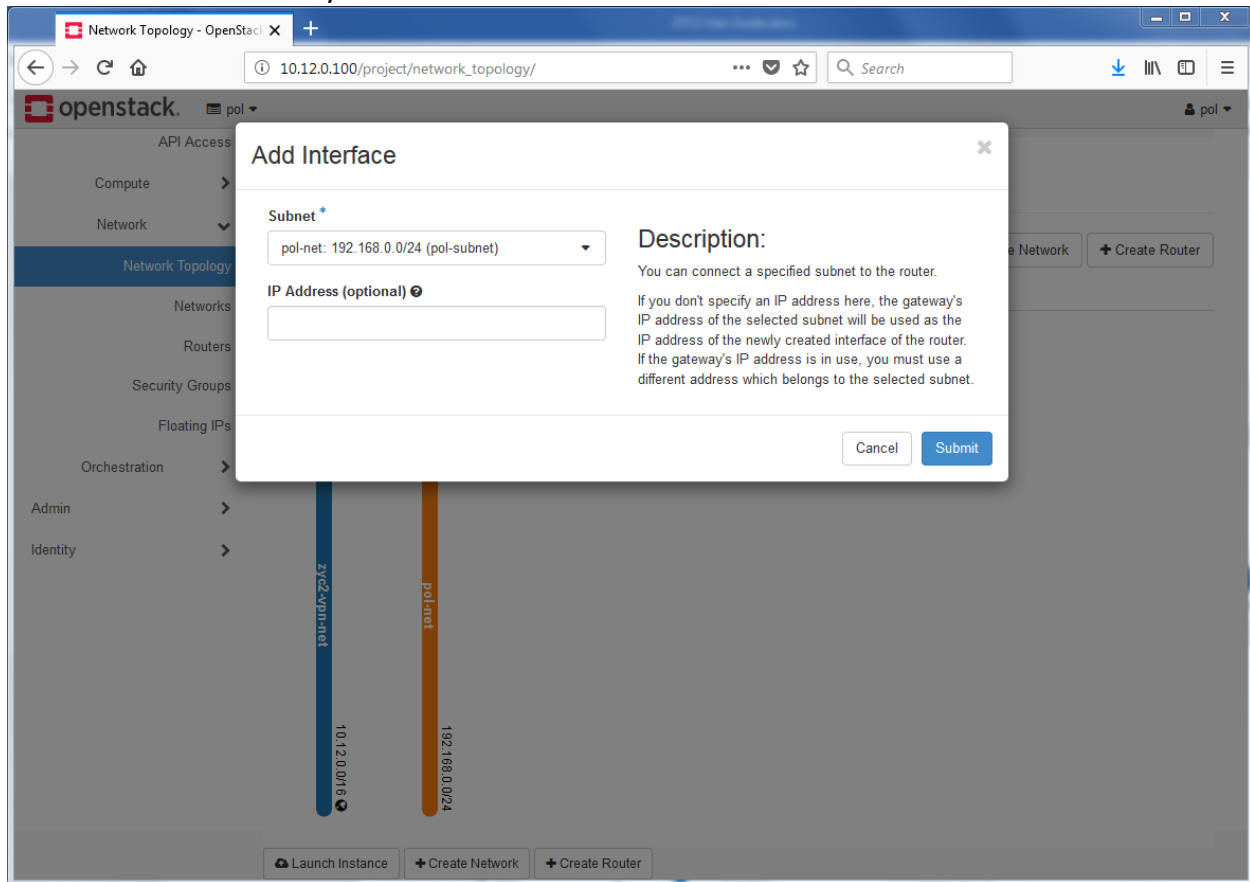 Network Topology - OpenStac
10.12.0.100/project/network_topology/
Search
openstack.
pol
pol
API Access
Compute
Network
Network Topology
Networks
Routers
Security Groups
Floating IPs
Orchestration
Admin
Identity
Add Interface
Subnet *
pol-net: 192.168.0.0/24 (pol-subnet)
IP Address (optional)
Description:
You can connect a specified subnet to the router.
If you don't specify an IP address here, the gateway's
IP address of the selected subnet will be used as the
IP address of the newly created interface of the router.
If the gateway's IP address is in use, you must use a
different address which belongs to the selected subnet.
Cancel
Submit
e Network
+ Create Router
zyc2-vpn-net
10.12.0.0/16
pol-net
192.168.0.0/24
Launch Instance
+ Create Network
+ Create Router